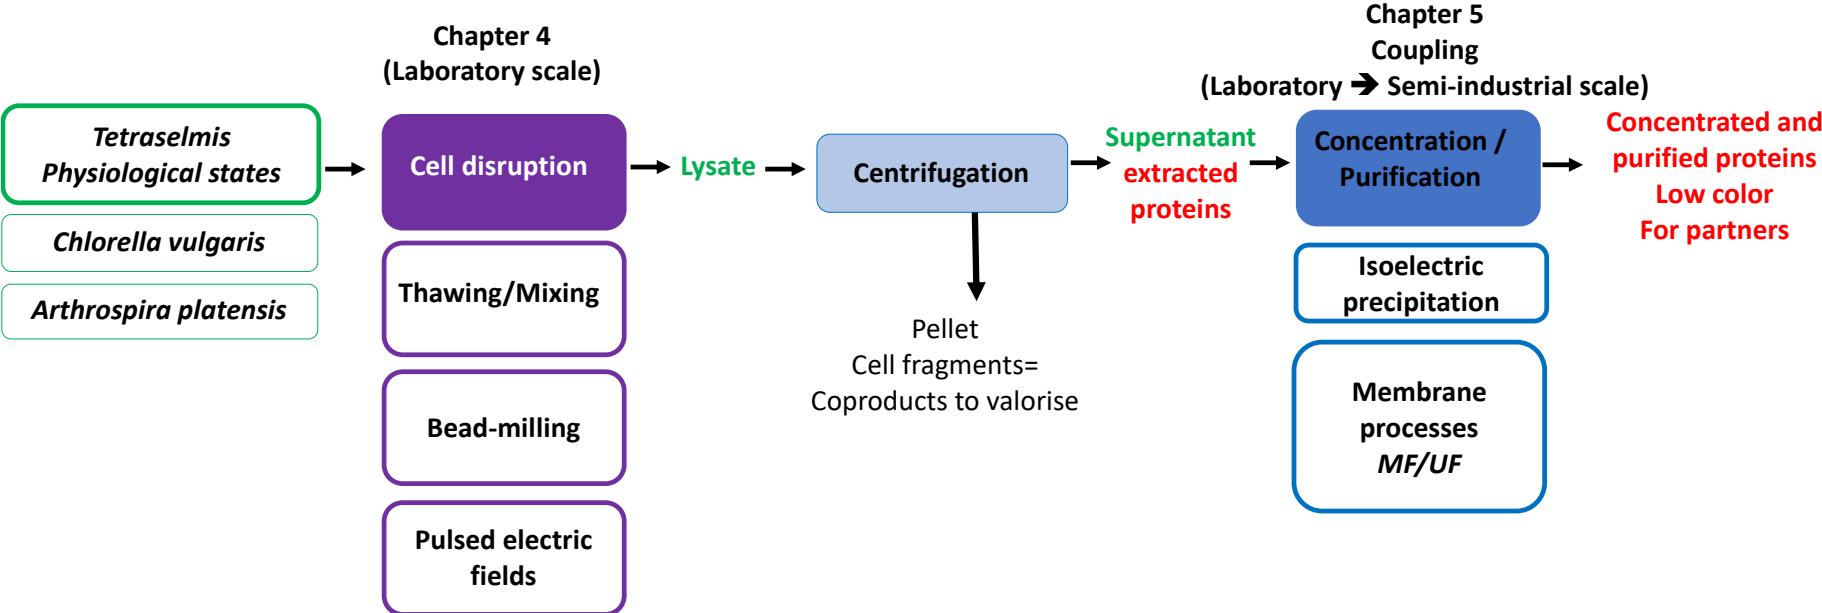 Chapter 4
(Laboratory scale)
Chapter 5
Coupling
(Laboratory 🡺 Semi-industrial scale)
Tetraselmis
Physiological states
Chlorella vulgaris
Arthrospira platensis
Cell disruption
Thawing/Mixing
Bead-milling
Pulsed electric
fields
Lysate
Centrifugation
Pellet
Cell fragments=
Coproducts to valorise
Supernatant
extracted
proteins
Concentration /
Purification
Isoelectric
precipitation
Membrane
processes
MF/UF
Concentrated and
purified proteins
Low color
For partners